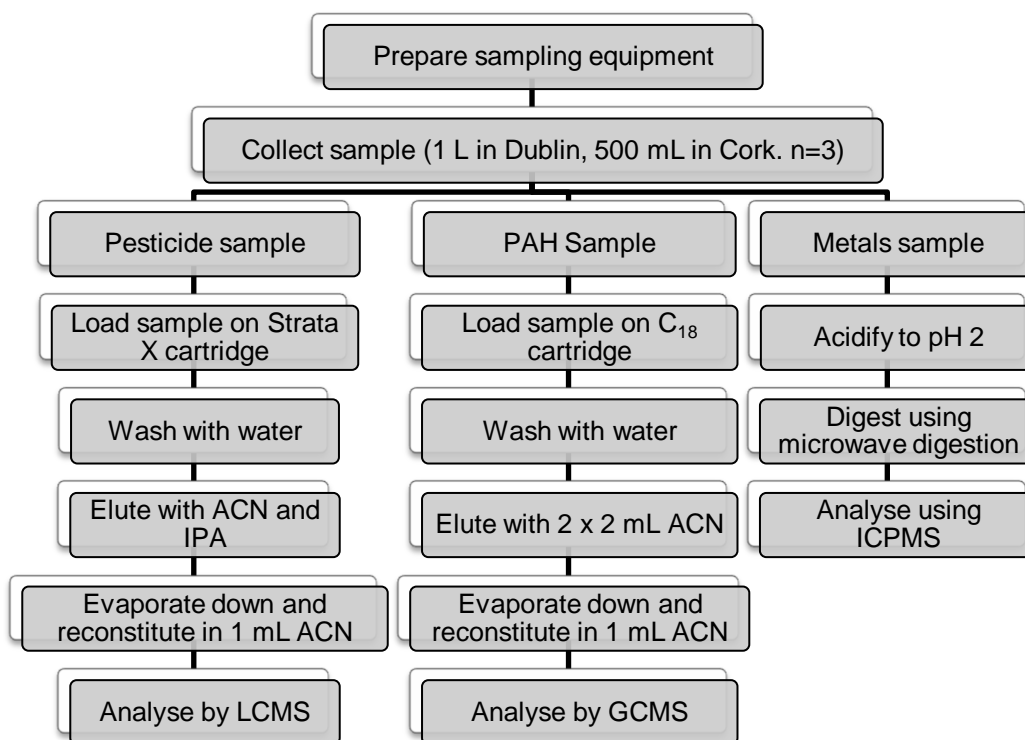 Prepare sampling equipment
Collect sample (1 L in Dublin, 500 mL in Cork. n=3)
Pesticide sample
PAH Sample
Metals sample
Load sample on Strata
X cartridge
Load sample on C₁₈
cartridge
Acidify to pH 2
Wash with water
Wash with water
Digest using
microwave digestion
Elute with ACN and
IPA
Elute with 2 x 2 mL ACN
Analyse using
ICPMS
Evaporate down and
reconstitute in 1 mL ACN
Evaporate down and
reconstitute in 1 mL ACN
Analyse by LCMS
Analyse by GCMS